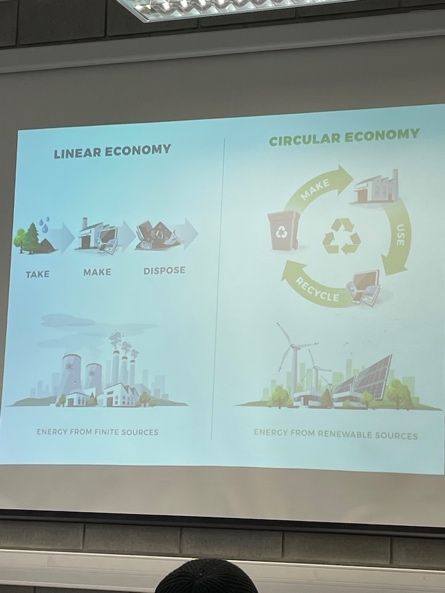 LINEAR ECONOMY
TAKE
MAKE
DISPOSE
ENERGY FROM FINITE SOURCES
CIRCULAR ECONOMY
MAKE
USE
RECYCLE
ENERGY FROM RENEWABLE SOURCES